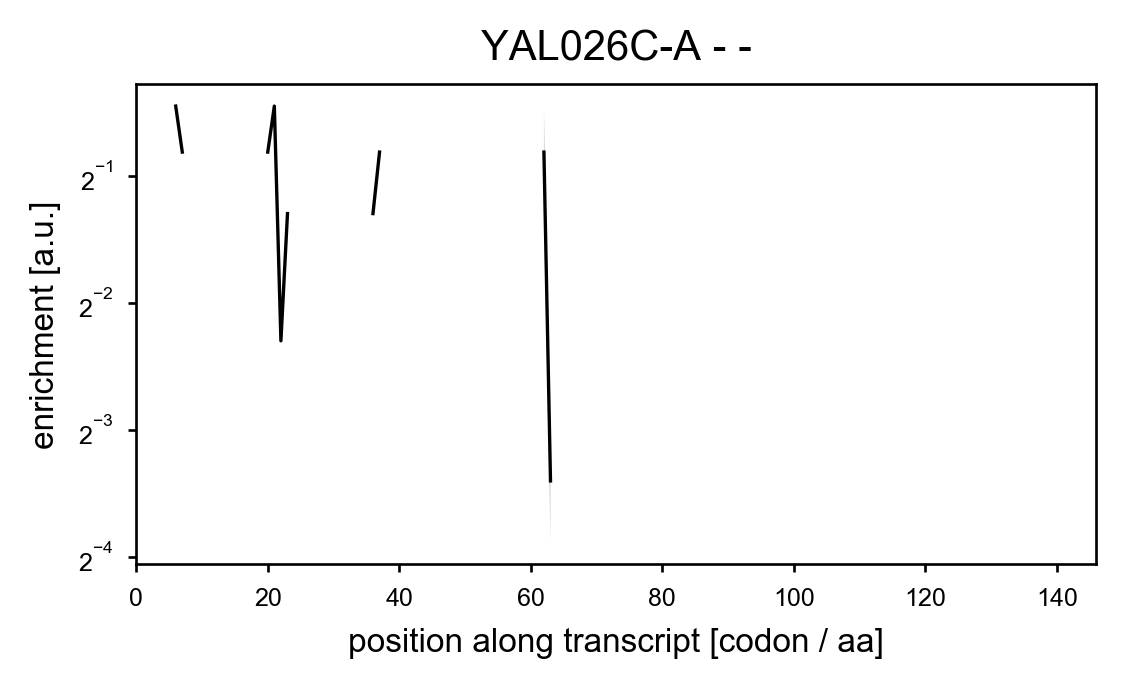 YAL026C-A - -
enrichment [a.u.]
2⁻¹
2⁻²
2⁻³
2⁻⁴
0 20 40 60 80 100 120 140
position along transcript [codon / aa]